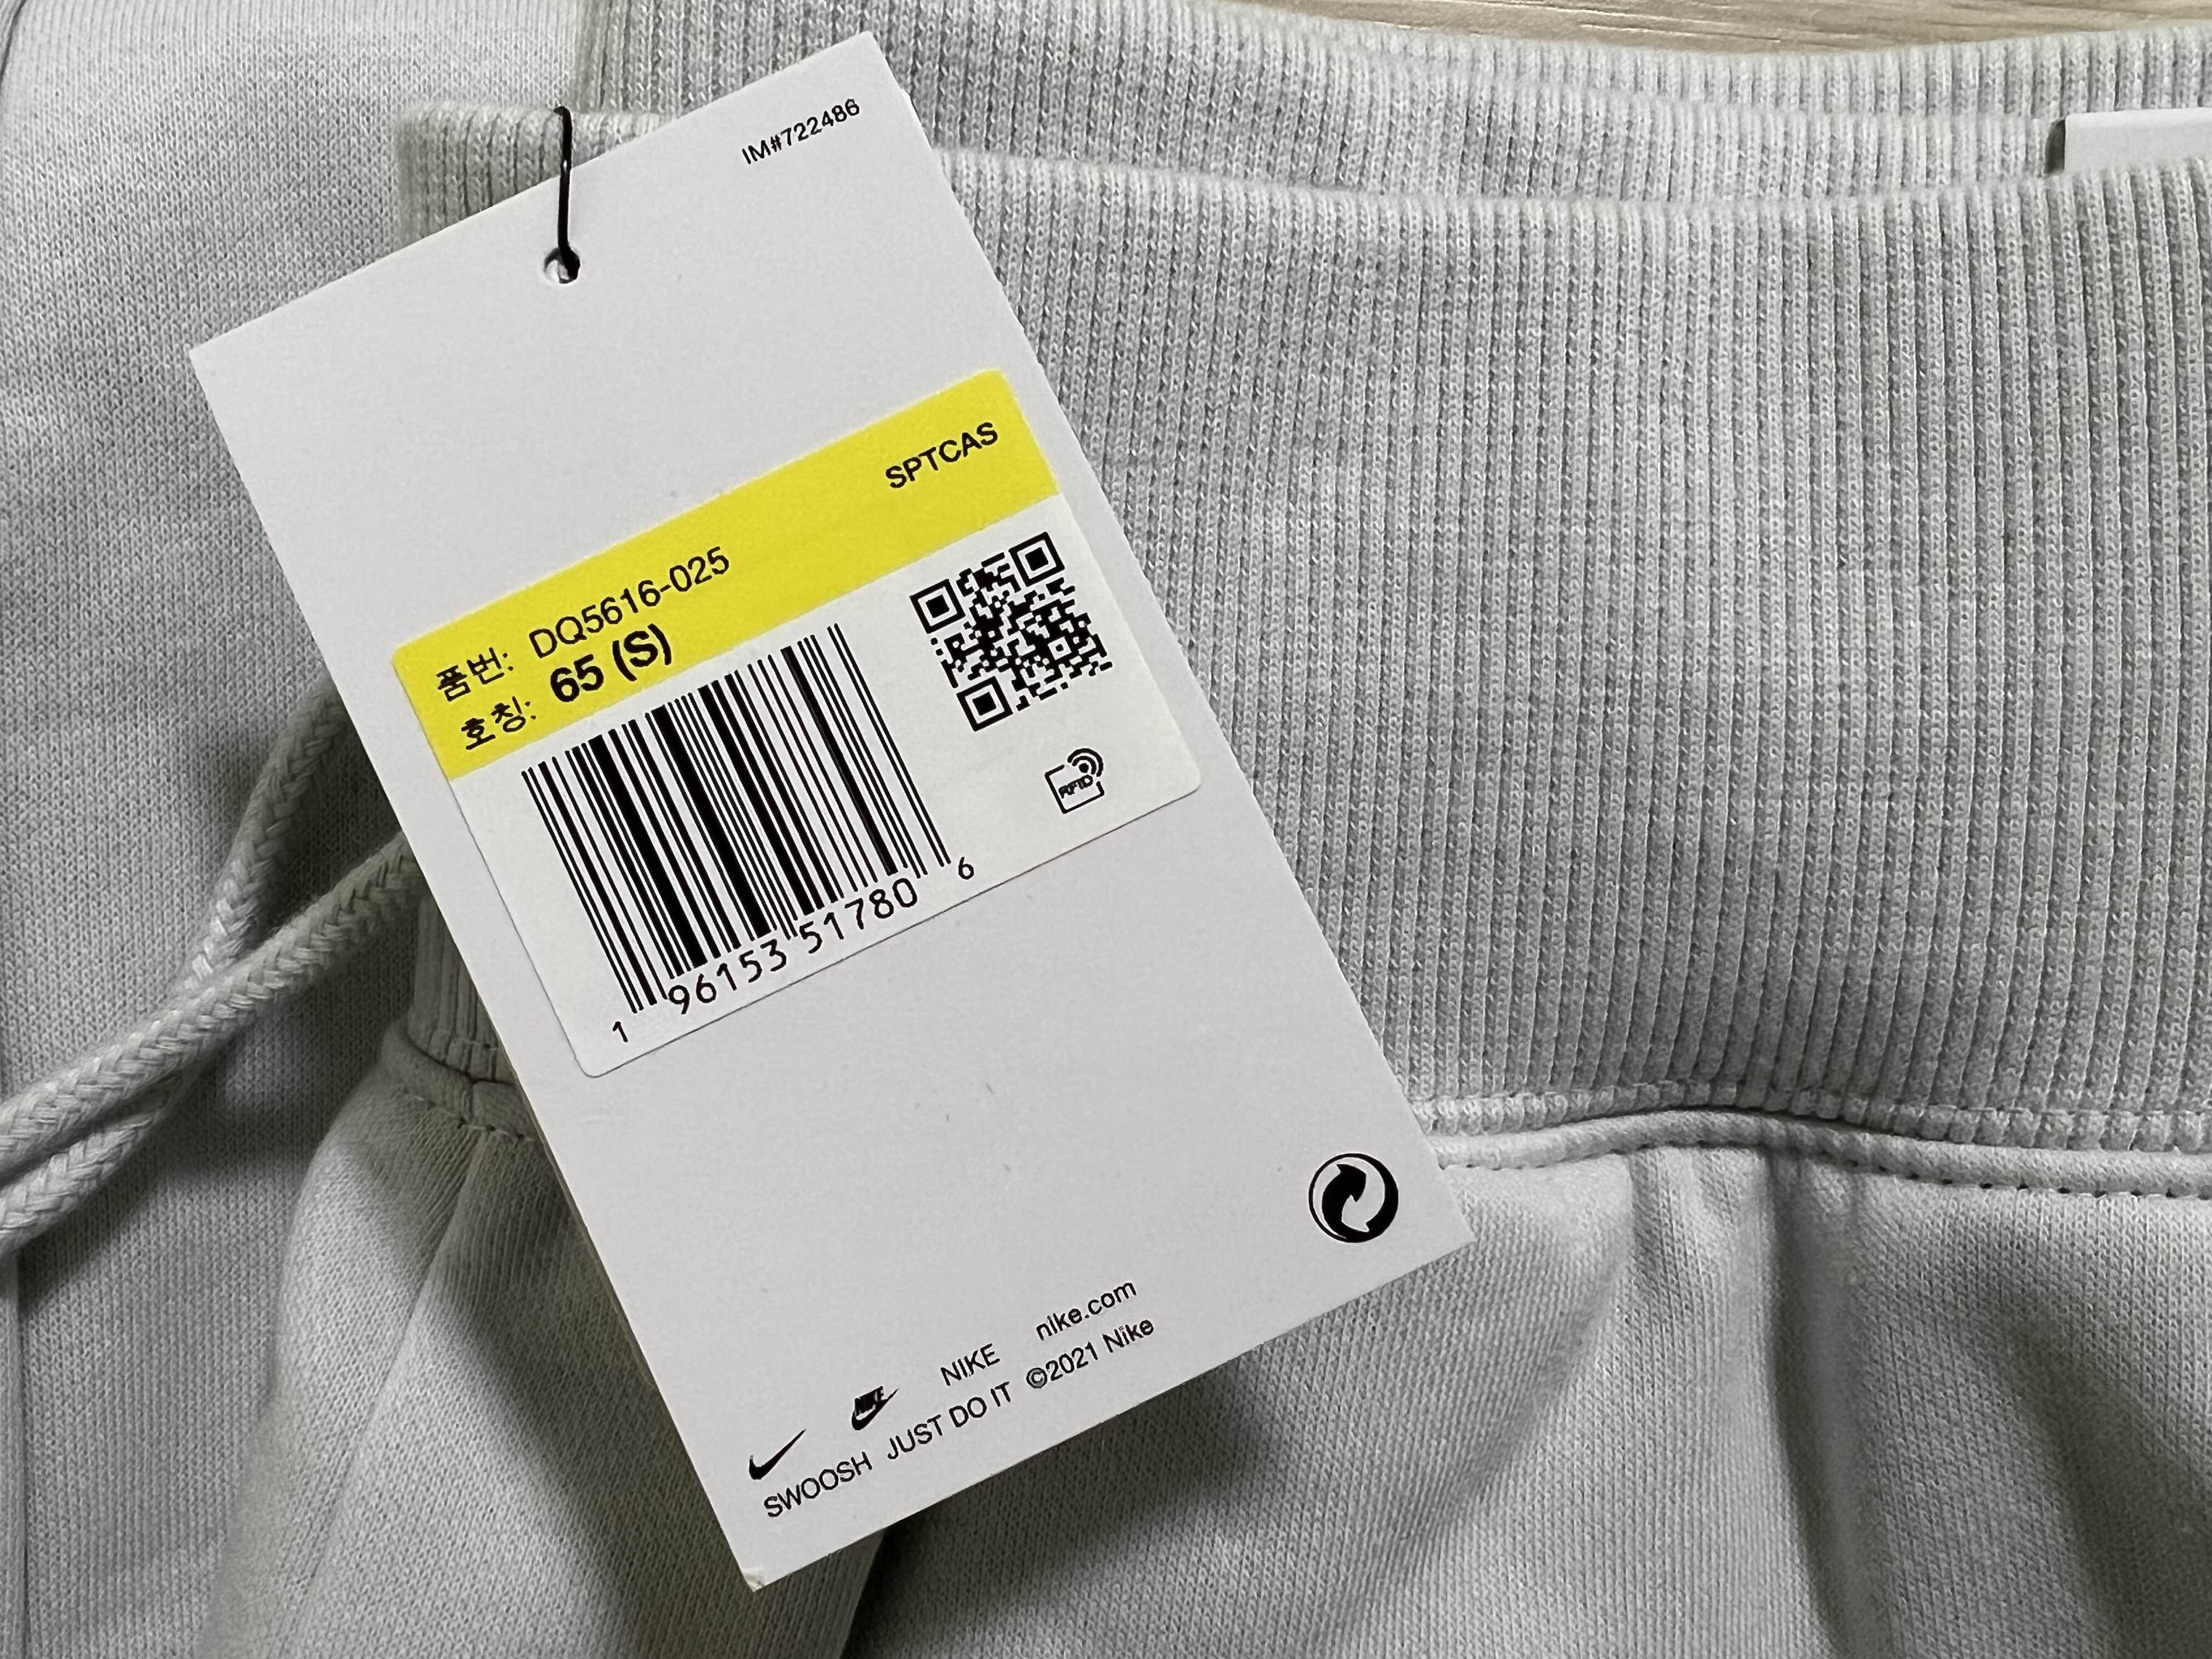 IM#722486
SPTCAS
품번: DQ5616-025
호칭: 65 (S)
RFID
1 96153 51780 6
NIKE
NIKE nike.com
SWOOSH JUST DO IT ©2021 Nike